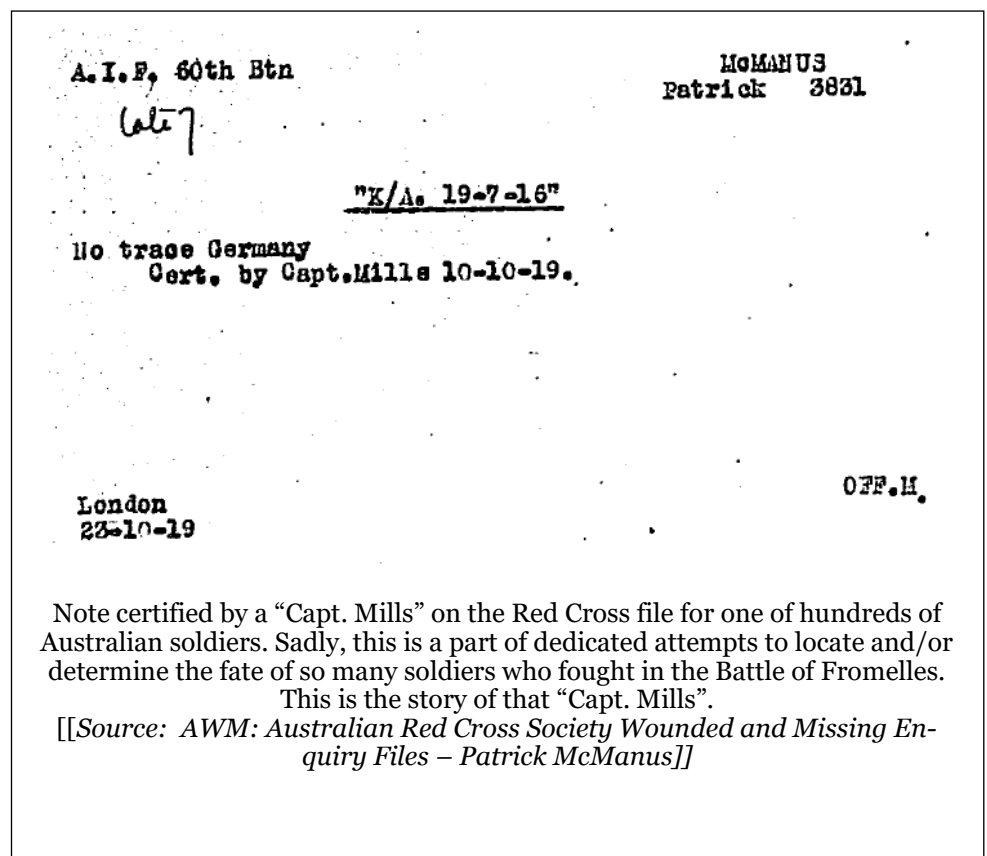 A.I.F. 60th Btn
McMANUS
Patrick 3831
"K/A. 19-7-16"
No trace Germany
Cert. by Capt.Mills 10-10-19.
OFF.M.
London
23-10-19
Note certified by a “Capt. Mills” on the Red Cross file for one of hundreds of
Australian soldiers. Sadly, this is a part of dedicated attempts to locate and/or
determine the fate of so many soldiers who fought in the Battle of Fromelles.
This is the story of that “Capt. Mills”.
[[Source: AWM: Australian Red Cross Society Wounded and Missing En-
quiry Files – Patrick McManus]]